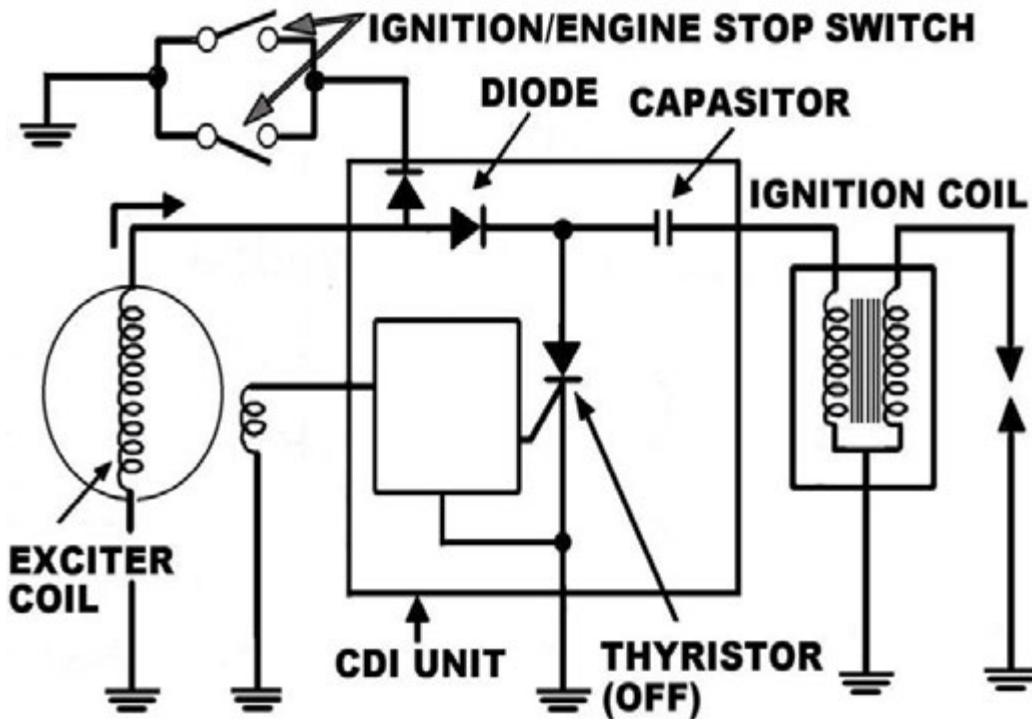 IGNITION/ENGINE STOP SWITCH
DIODE
CAPASITOR
IGNITION COIL
EXCITER
COIL
CDI UNIT
THYRISTOR
(OFF)